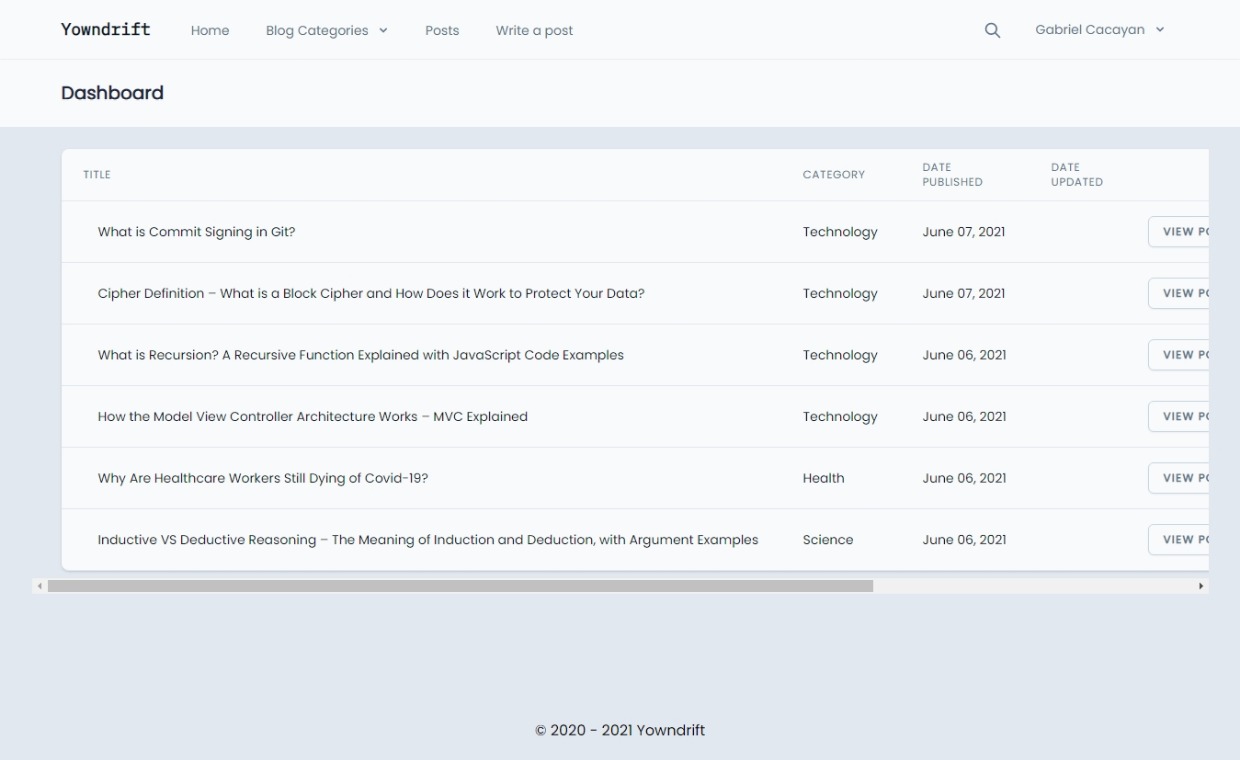 Yowndrift Home Blog Categories Posts Write a post Gabriel Cacayan
Dashboard
TITLE CATEGORY DATE PUBLISHED DATE UPDATED
What is Commit Signing in Git? Technology June 07, 2021 VIEW PO
Cipher Definition – What is a Block Cipher and How Does it Work to Protect Your Data? Technology June 07, 2021 VIEW PO
What is Recursion? A Recursive Function Explained with JavaScript Code Examples Technology June 06, 2021 VIEW PO
How the Model View Controller Architecture Works – MVC Explained Technology June 06, 2021 VIEW PO
Why Are Healthcare Workers Still Dying of Covid-19? Health June 06, 2021 VIEW PO
Inductive VS Deductive Reasoning – The Meaning of Induction and Deduction, with Argument Examples Science June 06, 2021 VIEW PO
© 2020 - 2021 Yowndrift